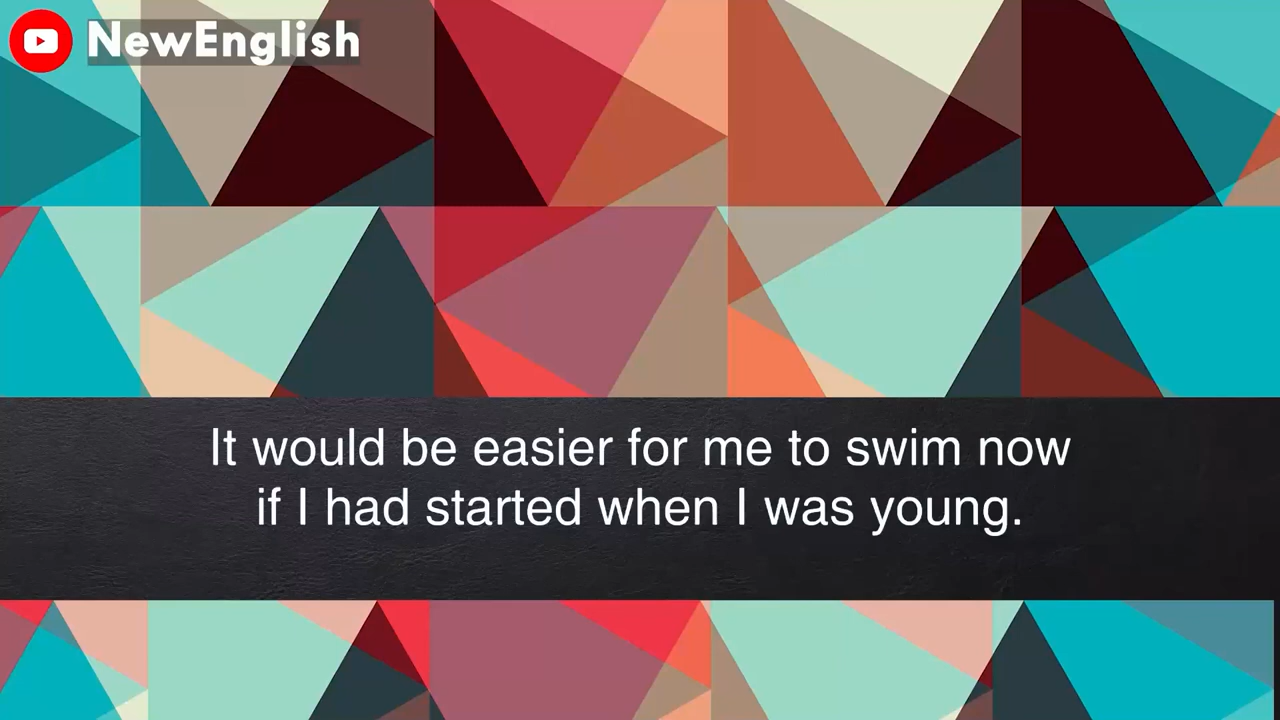 NewEnglish
It would be easier for me to swim now
if I had started when I was young.